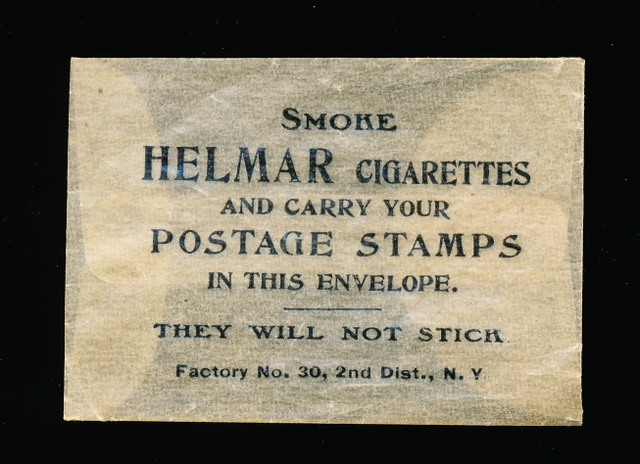 SMOKE
HELMAR CIGARETTES
AND CARRY YOUR
POSTAGE STAMPS
IN THIS ENVELOPE.
THEY WILL NOT STICK
Factory No. 30, 2nd Dist., N. Y